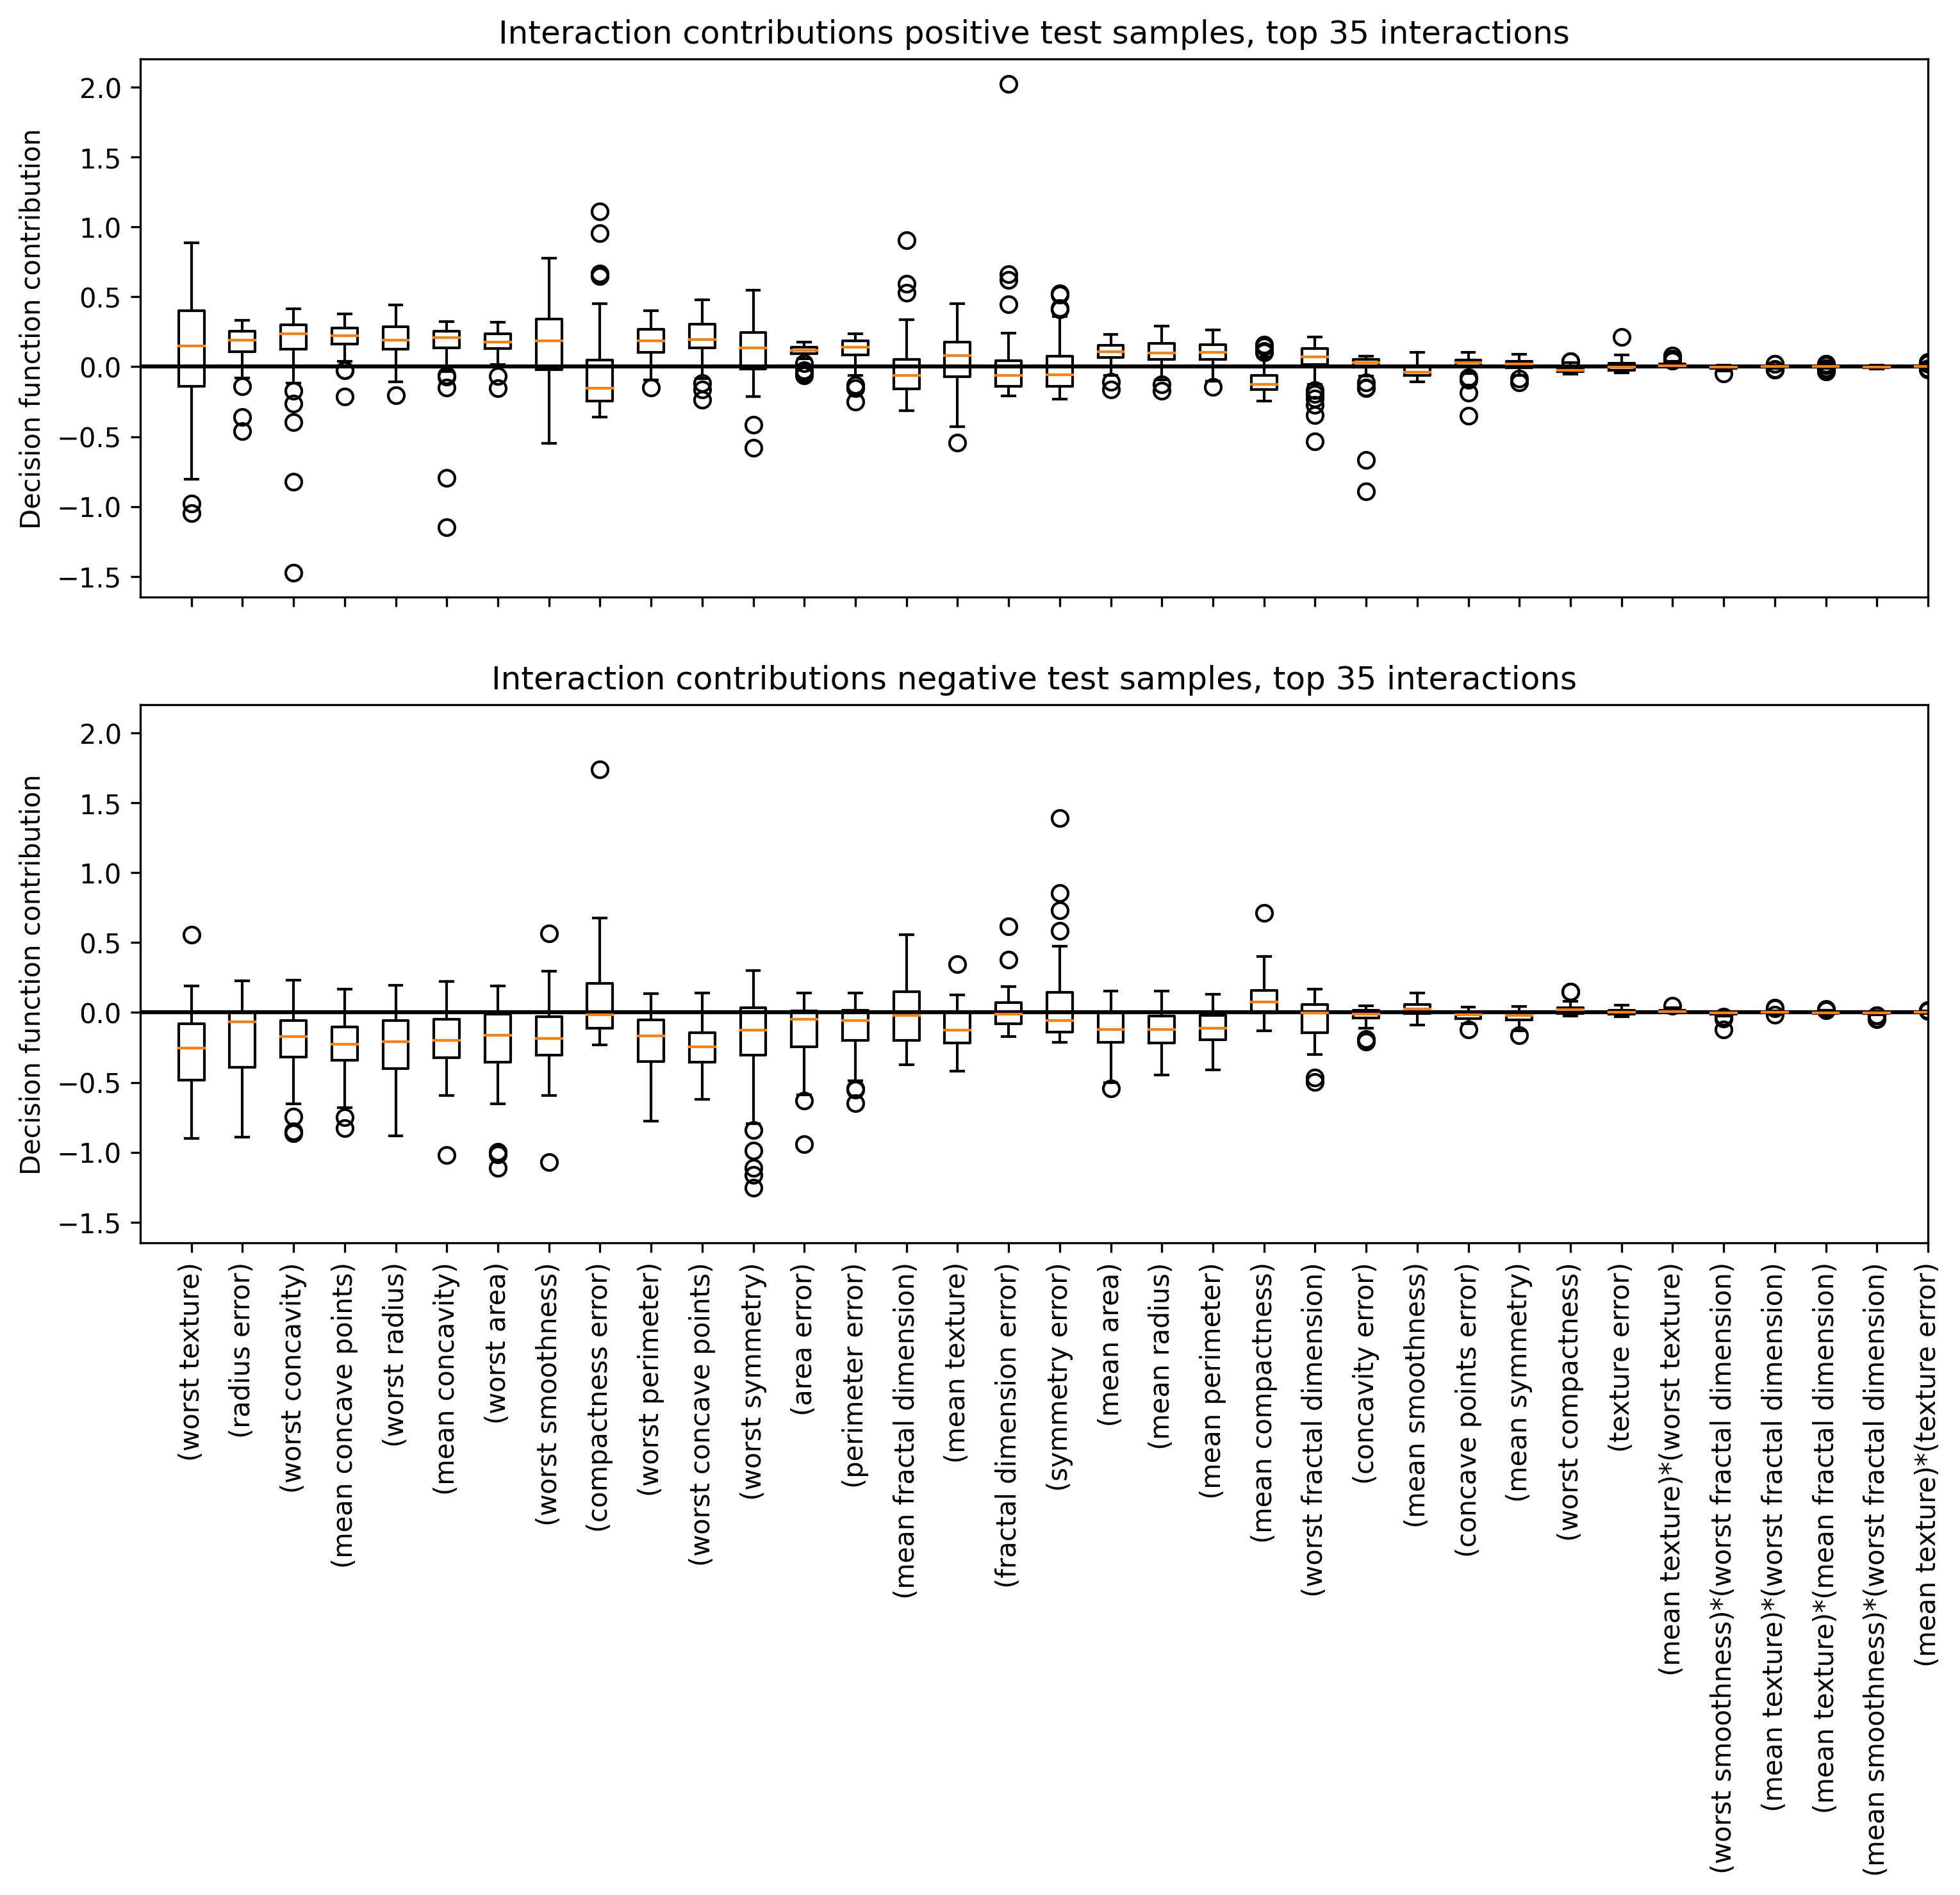 Interaction contributions positive test samples, top 35 interactions
Decision function contribution
2.0
1.5
1.0
0.5
0.0
−0.5
−1.0
−1.5
Interaction contributions negative test samples, top 35 interactions
Decision function contribution
2.0
1.5
1.0
0.5
0.0
−0.5
−1.0
−1.5
(worst texture)
(radius error)
(worst concavity)
(mean concave points)
(worst radius)
(mean concavity)
(worst area)
(worst smoothness)
(compactness error)
(worst perimeter)
(worst concave points)
(worst symmetry)
(area error)
(perimeter error)
(mean fractal dimension)
(mean texture)
(fractal dimension error)
(symmetry error)
(mean area)
(mean radius)
(mean perimeter)
(mean compactness)
(worst fractal dimension)
(concavity error)
(mean smoothness)
(concave points error)
(mean symmetry)
(worst compactness)
(texture error)
(mean texture)*(worst texture)
(worst smoothness)*(worst fractal dimension)
(mean texture)*(worst fractal dimension)
(mean texture)*(mean fractal dimension)
(mean smoothness)*(worst fractal dimension)
(mean texture)*(texture error)